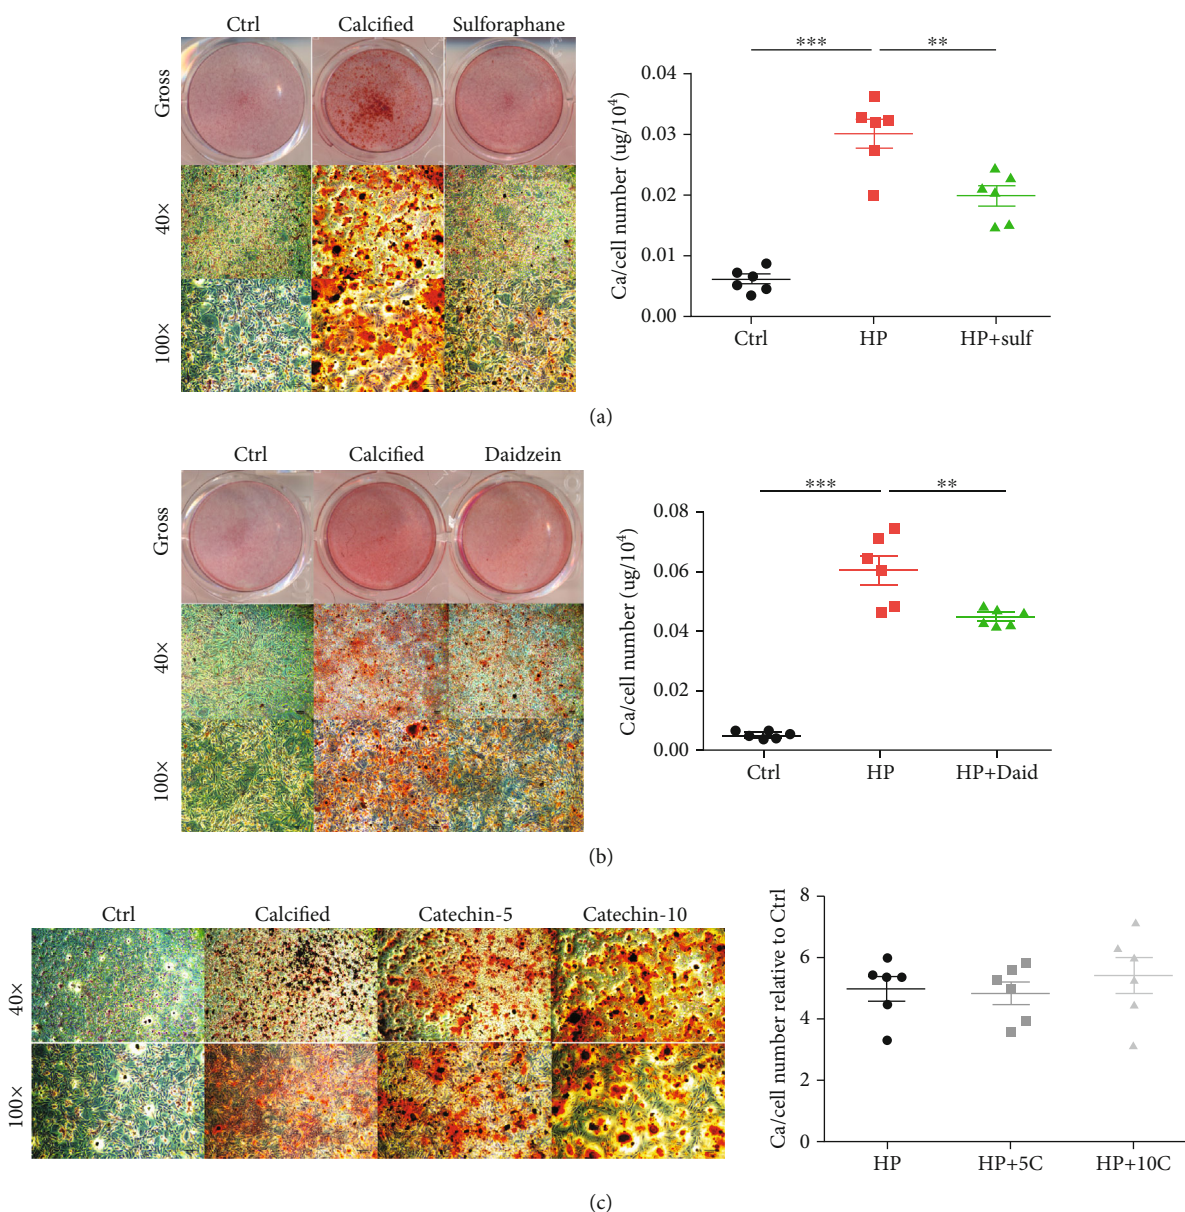 Ctrl Calcified Sulforaphane
Gross
40×
100×
*** **
Ca/cell number (ug/10⁴)
0.04
0.03
0.02
0.01
0.00
Ctrl HP HP+sulf
(a)
Ctrl Calcified Daidzein
Gross
40×
100×
*** **
Ca/cell number (ug/10⁴)
0.08
0.06
0.04
0.02
0.00
Ctrl HP HP+Daid
(b)
Ctrl Calcified Catechin-5 Catechin-10
40×
100×
Ca/cell number relative to Ctrl
8
6
4
2
0
HP HP+5C HP+10C
(c)